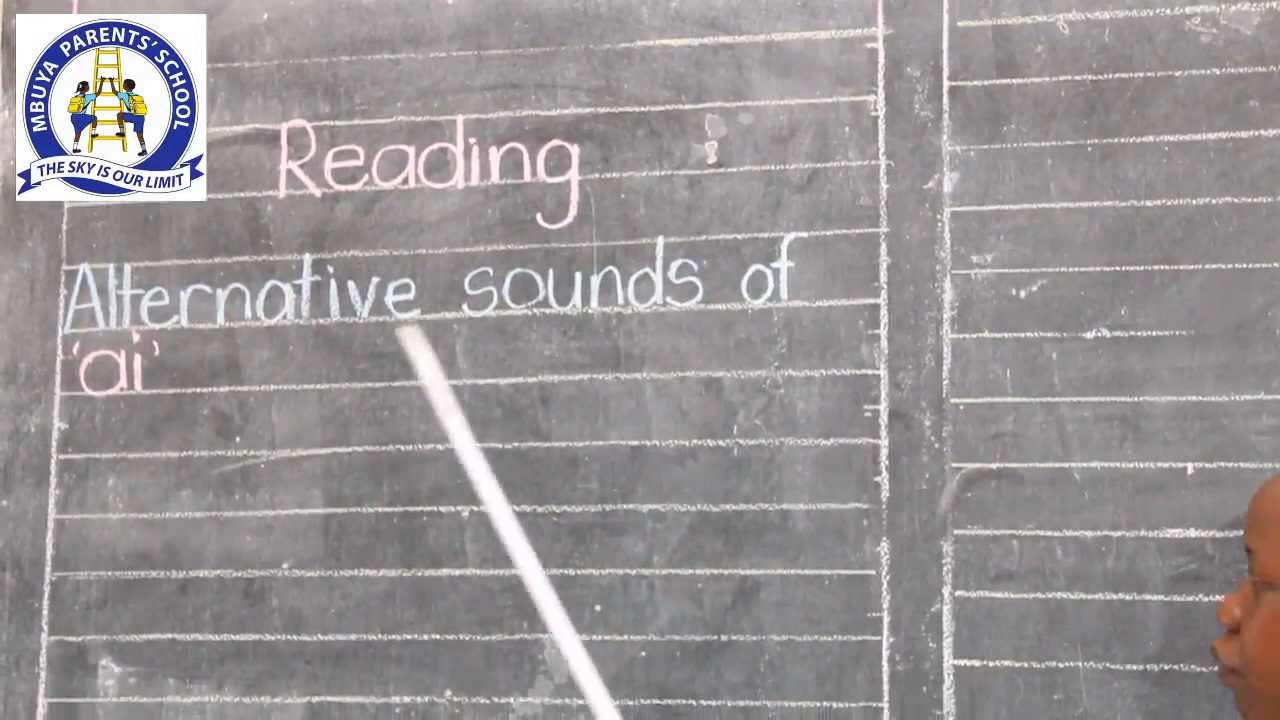 MBUYA PARENTS' SCHOOL
THE SKY IS OUR LIMIT
Reading
Alternative sounds of
'ai'